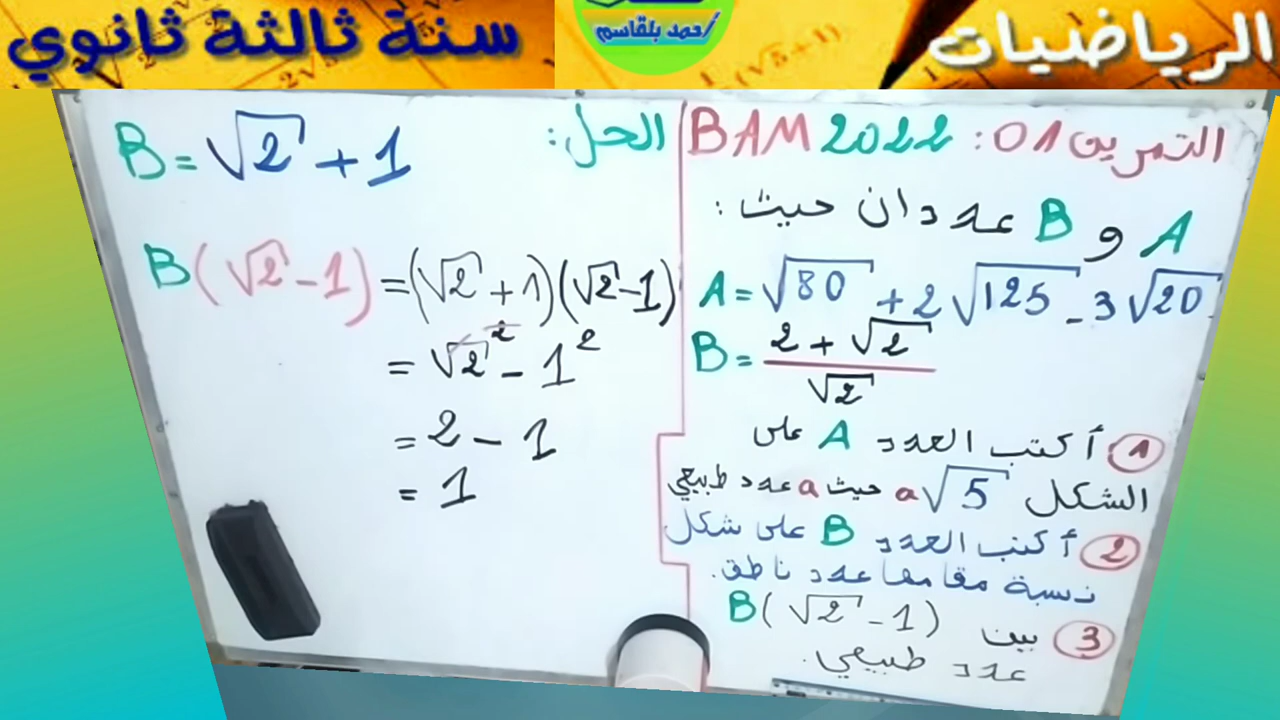 الرياضيات
أحمد بلقاسم
سنة ثالثة ثانوي
التمرين 01: BAM 2022
A و B عددان حيث:
A = √80 + 2√125 - 3√20
B = (2 + √2) / √2
① أكتب العدد A على
الشكل a√5 حيث a عدد طبيعي
② أكتب العدد B على شكل
نسبة مقامها عدد ناطق.
③ بين B(√2 - 1)
عدد طبيعي.
الحل:
B = √2 + 1
B(√2 - 1) = (√2 + 1)(√2 - 1)
= √2² - 1²
= 2 - 1
= 1